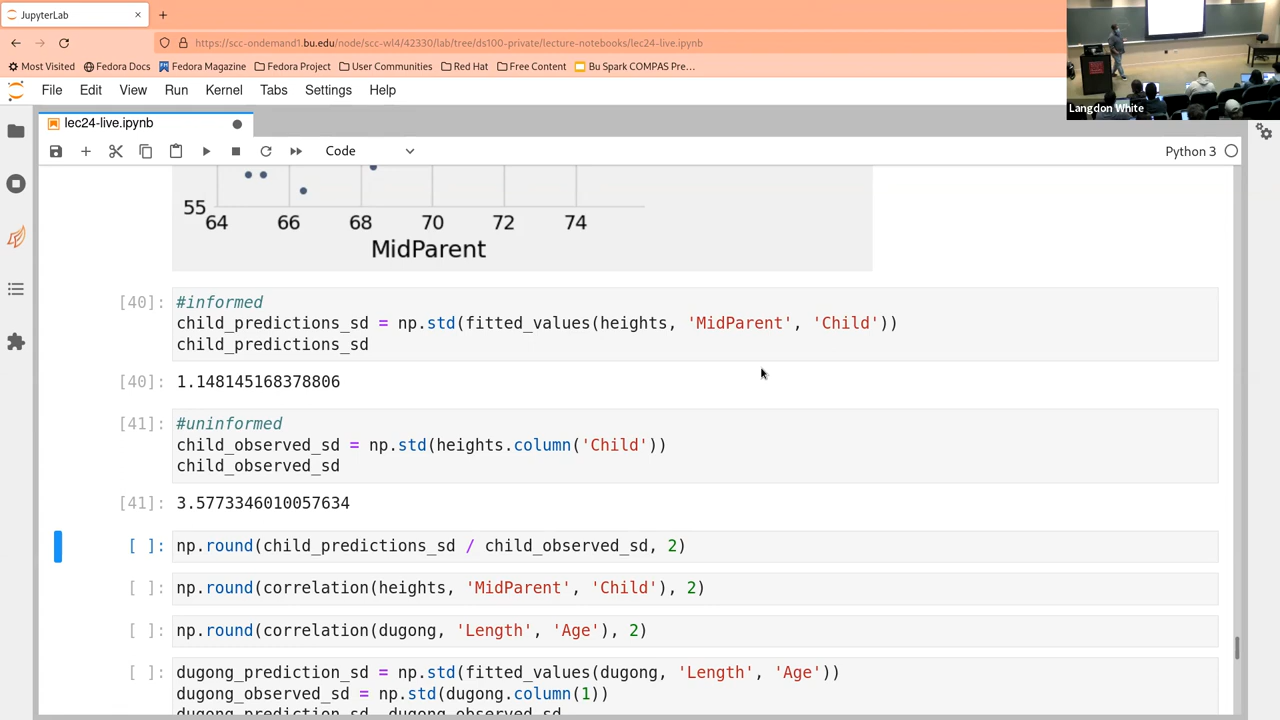 JupyterLab
https://scc-ondemand1.bu.edu/node/scc-wl4/42330/lab/tree/ds100-private/lecture-notebooks/lec24-live.ipynb
Most Visited Fedora Docs Fedora Magazine Fedora Project User Communities Red Hat Free Content Bu Spark COMPAS Pre…
Langdon White
File Edit View Run Kernel Tabs Settings Help
lec24-live.ipynb
Code Python 3
55
64 66 68 70 72 74
MidParent
[40]: #informed
child_predictions_sd = np.std(fitted_values(heights, 'MidParent', 'Child'))
child_predictions_sd
[40]: 1.148145168378806
[41]: #uninformed
child_observed_sd = np.std(heights.column('Child'))
child_observed_sd
[41]: 3.5773346010057634
[ ]: np.round(child_predictions_sd / child_observed_sd, 2)
[ ]: np.round(correlation(heights, 'MidParent', 'Child'), 2)
[ ]: np.round(correlation(dugong, 'Length', 'Age'), 2)
[ ]: dugong_prediction_sd = np.std(fitted_values(dugong, 'Length', 'Age'))
dugong_observed_sd = np.std(dugong.column(1))
dugong_prediction_sd, dugong_observed_sd